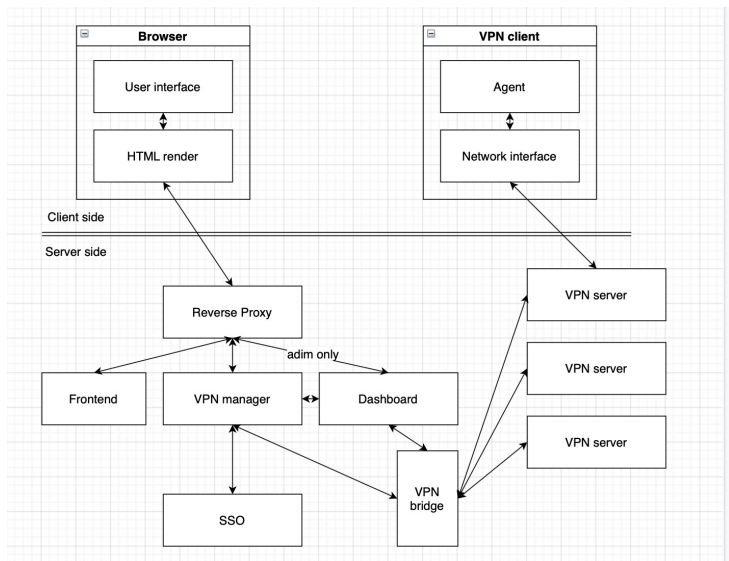 Browser
VPN client
User interface
Agent
HTML render
Network interface
Client side
Server side
VPN server
Reverse Proxy
adim only
VPN server
Frontend
VPN manager
Dashboard
VPN server
VPN
bridge
SSO